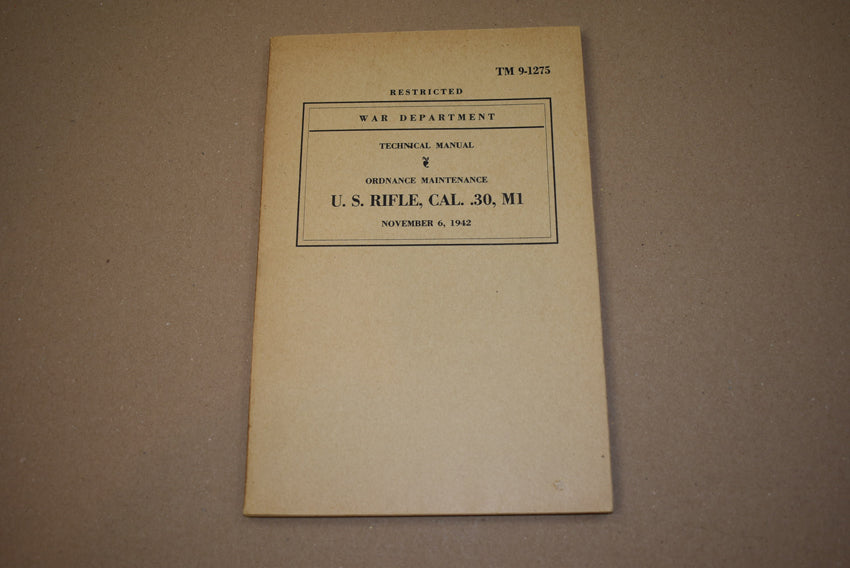 TM 9-1275
RESTRICTED
WAR DEPARTMENT
TECHNICAL MANUAL
ORDNANCE MAINTENANCE
U. S. RIFLE, CAL. .30, M1
NOVEMBER 6, 1942